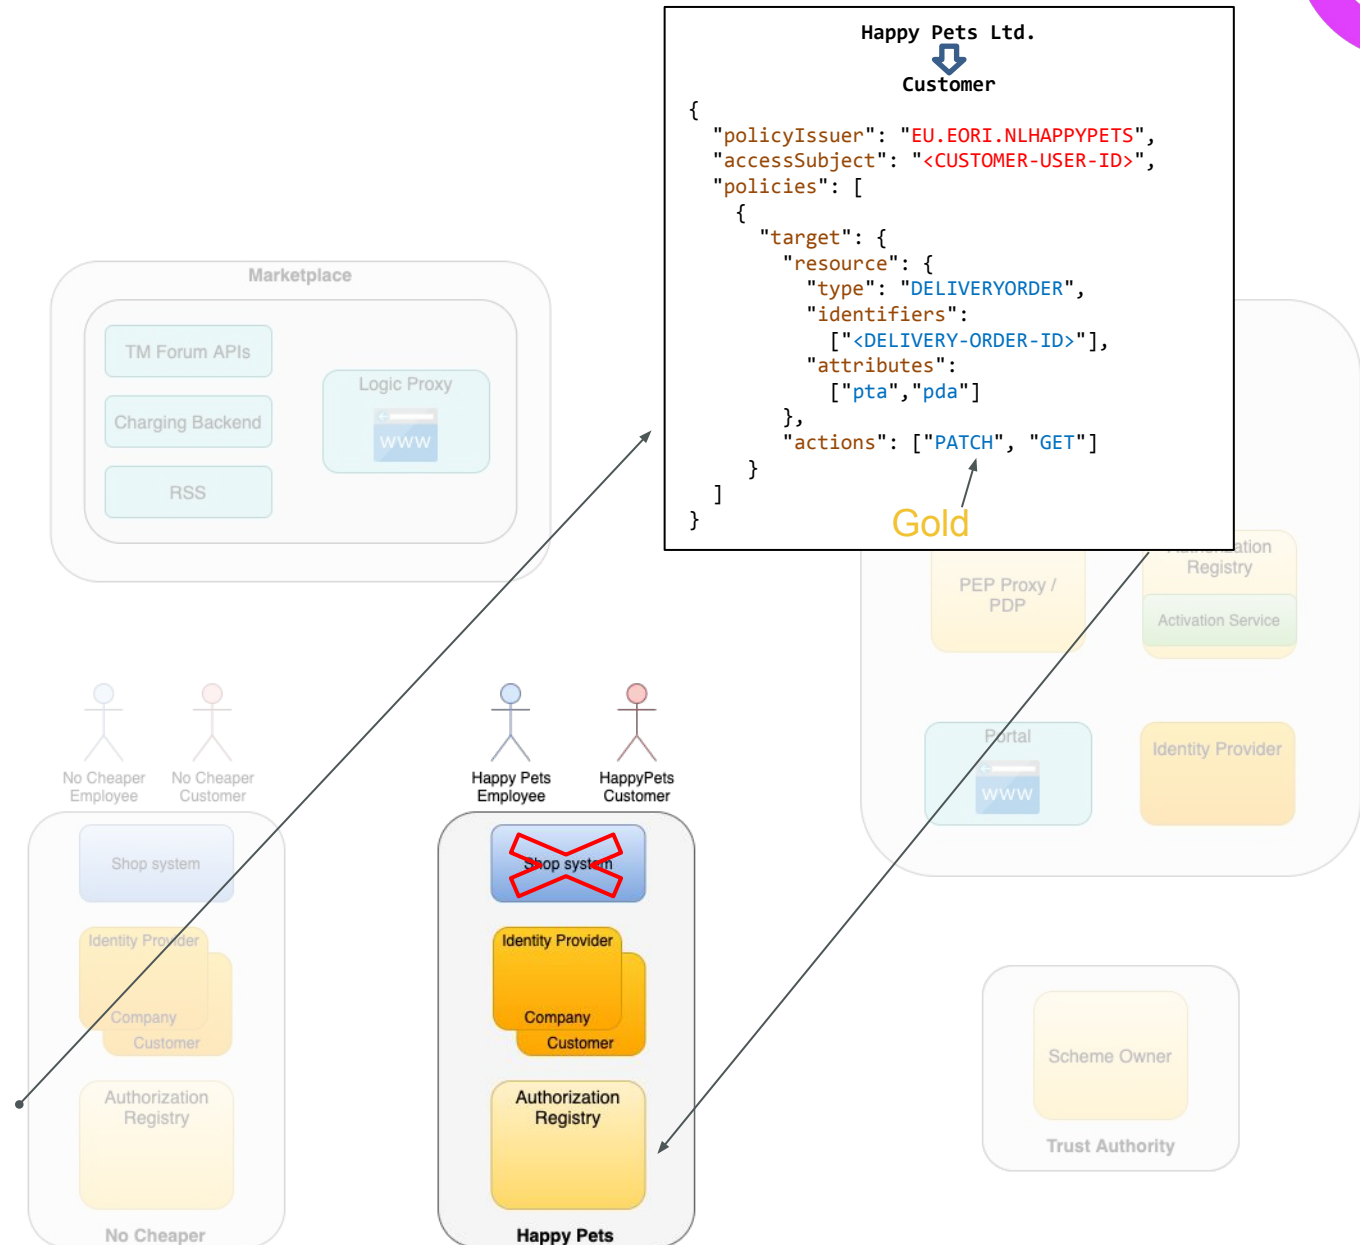 Happy Pets Ltd.
Customer
{
"policyIssuer": "EU.EORI.NLHAPPYPETS",
"accessSubject": "<CUSTOMER-USER-ID>",
"policies": [
{
"target": {
"resource": {
"type": "DELIVERYORDER",
"identifiers":
["<DELIVERY-ORDER-ID>"],
"attributes":
["pta","pda"]
},
"actions": ["PATCH", "GET"]
}
]
}
Gold
Marketplace
TM Forum APIs
Charging Backend
RSS
Logic Proxy
WWW
PEP Proxy /
PDP
Authorization
Registry
Activation Service
Portal
WWW
Identity Provider
No Cheaper
Employee
No Cheaper
Customer
Shop system
Identity Provider
Company
Customer
Authorization
Registry
No Cheaper
Happy Pets
Employee
HappyPets
Customer
Shop system
Identity Provider
Company
Customer
Authorization
Registry
Happy Pets
Scheme Owner
Trust Authority